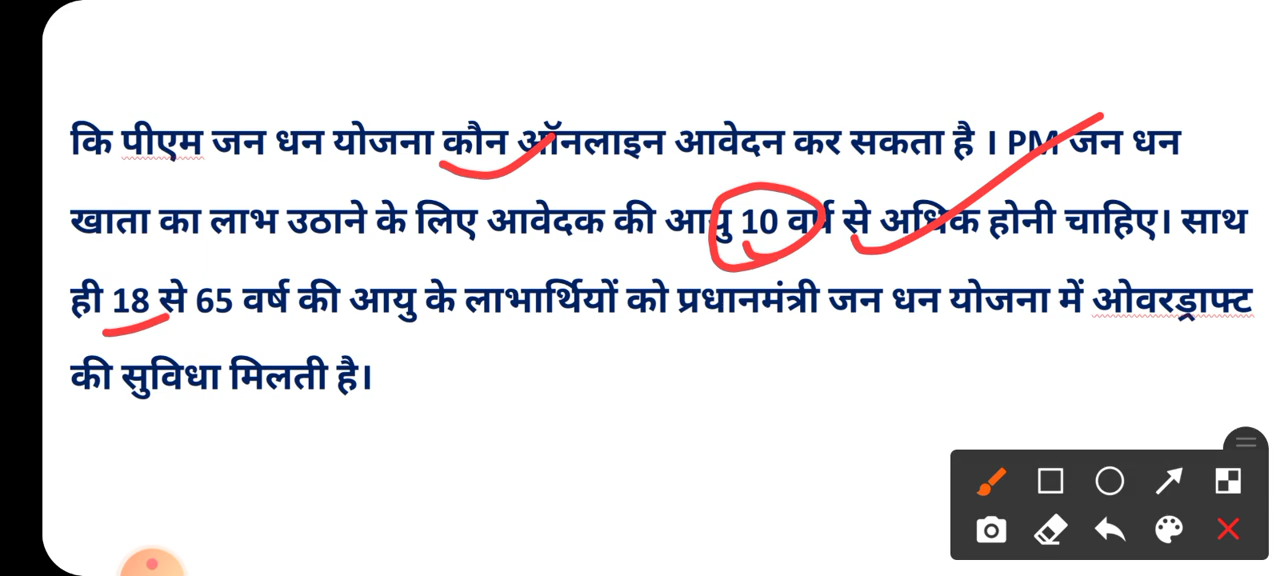 कि पीएम जन धन योजना कौन ऑनलाइन आवेदन कर सकता है । PM जन धन
खाता का लाभ उठाने के लिए आवेदक की आयु 10 वर्ष से अधिक होनी चाहिए। साथ
ही 18 से 65 वर्ष की आयु के लाभार्थियों को प्रधानमंत्री जन धन योजना में ओवरड्राफ्ट
की सुविधा मिलती है।